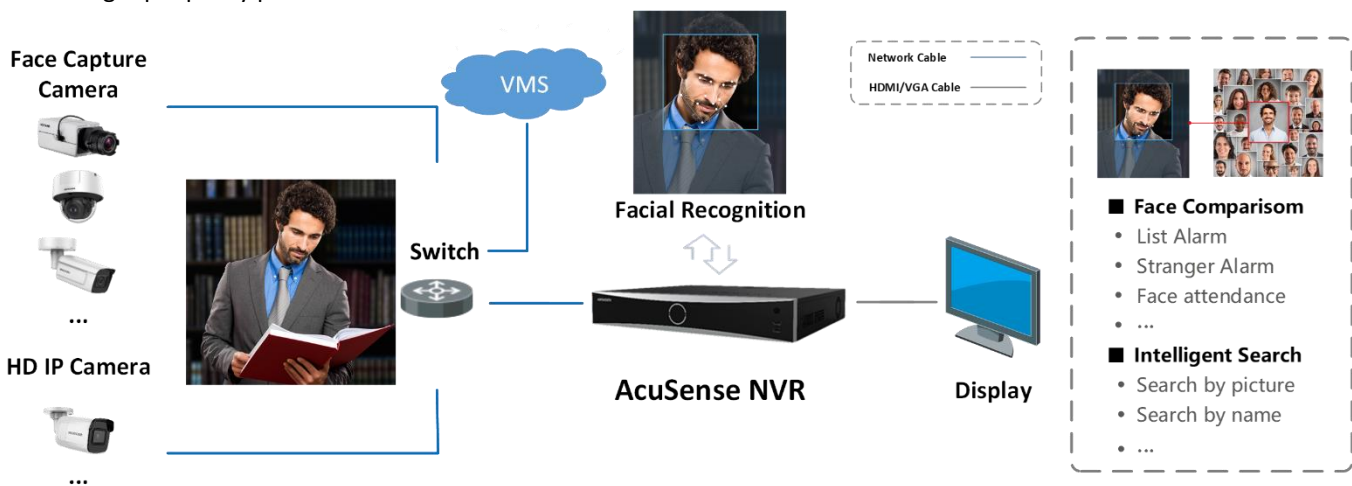 Face Capture
Camera
...
HD IP Camera
...
VMS
Switch
Facial Recognition
AcuSense NVR
Display
Network Cable
HDMI/VGA Cable
■ Face Comparisom
• List Alarm
• Stranger Alarm
• Face attendance
• ...
■ Intelligent Search
• Search by picture
• Search by name
• ...